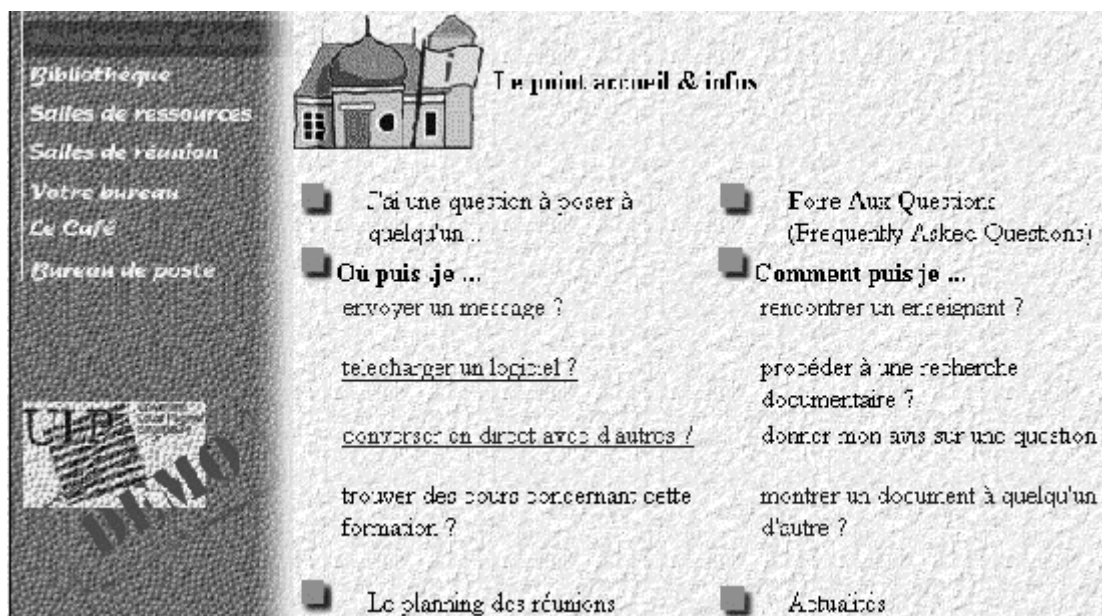 Bibliothèque
Salles de ressources
Salles de réunion
Votre bureau
Le Café
Bureau de poste
ULP
DEMO
i
Le point accueil & infos
J'ai une question à poser à
quelqu'un...
Où puis-je ...
envoyer un message ?
télécharger un logiciel ?
converser en direct avec d'autres ?
trouver des cours concernant cette
formation ?
Le planning des réunions
Foire Aux Questions
(Frequently Asked Questions)
Comment puis je ...
rencontrer un enseignant ?
procéder à une recherche
documentaire ?
donner mon avis sur une question
montrer un document à quelqu'un
d'autre ?
Actualités